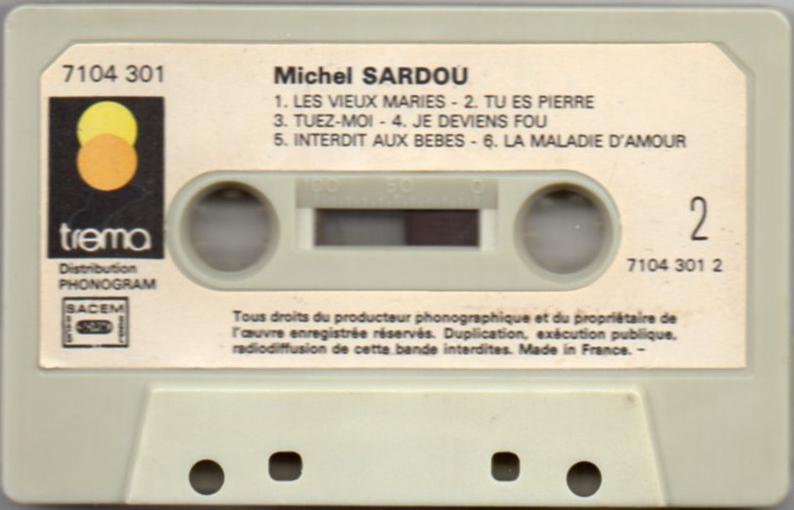 7104 301
Michel SARDOU
1. LES VIEUX MARIES - 2. TU ES PIERRE
3. TUEZ-MOI - 4. JE DEVIENS FOU
5. INTERDIT AUX BEBES - 6. LA MALADIE D'AMOUR
100 50 0
trema
2
7104 301 2
Distribution
PHONOGRAM
SACEM
Tous droits du producteur phonographique et du propriétaire de
l'œuvre enregistrée réservés. Duplication, exécution publique,
radiodiffusion de cette bande interdites. Made in France. -